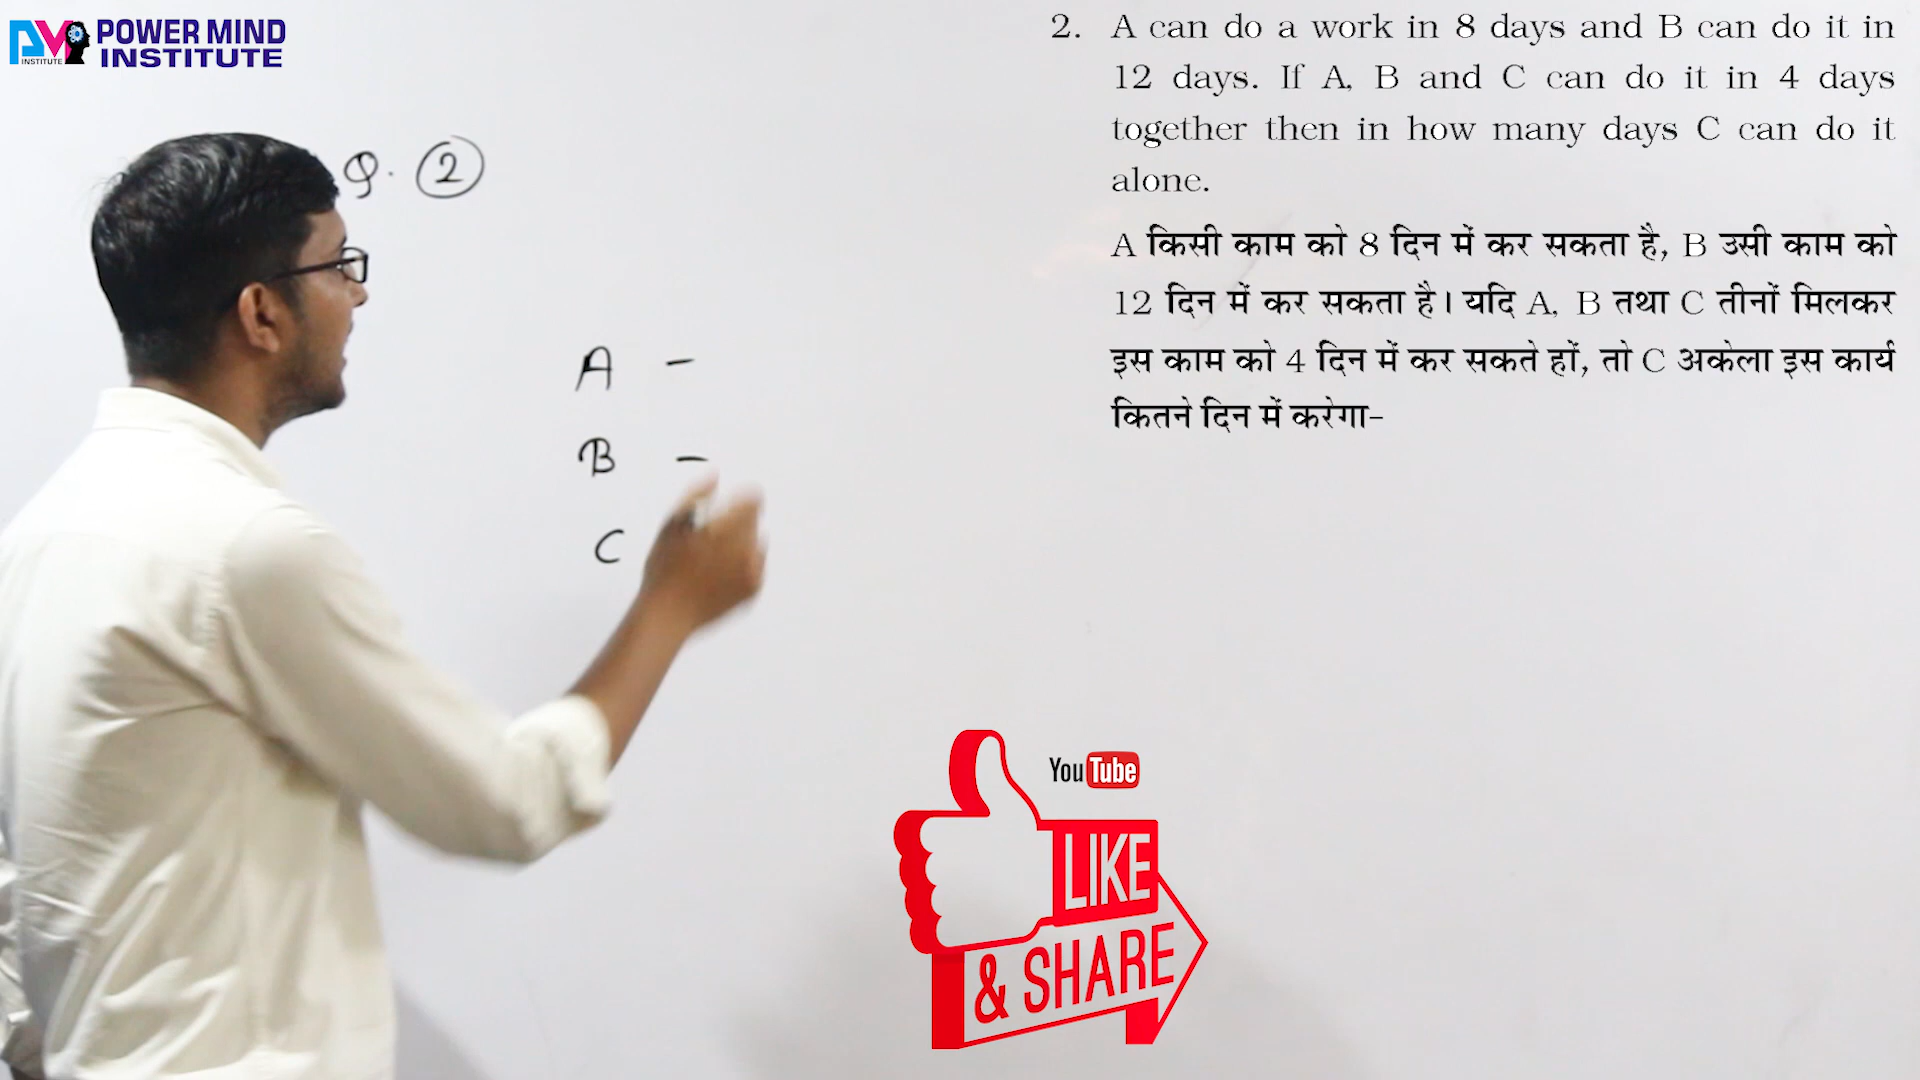 PM INSTITUTE
POWER MIND
INSTITUTE
Q. 2
A -
B -
C
2. A can do a work in 8 days and B can do it in
12 days. If A, B and C can do it in 4 days
together then in how many days C can do it
alone.
A किसी काम को 8 दिन में कर सकता है, B उसी काम को
12 दिन में कर सकता है। यदि A, B तथा C तीनों मिलकर
इस काम को 4 दिन में कर सकते हों, तो C अकेला इस कार्य
कितने दिन में करेगा-
YouTube
LIKE
& SHARE